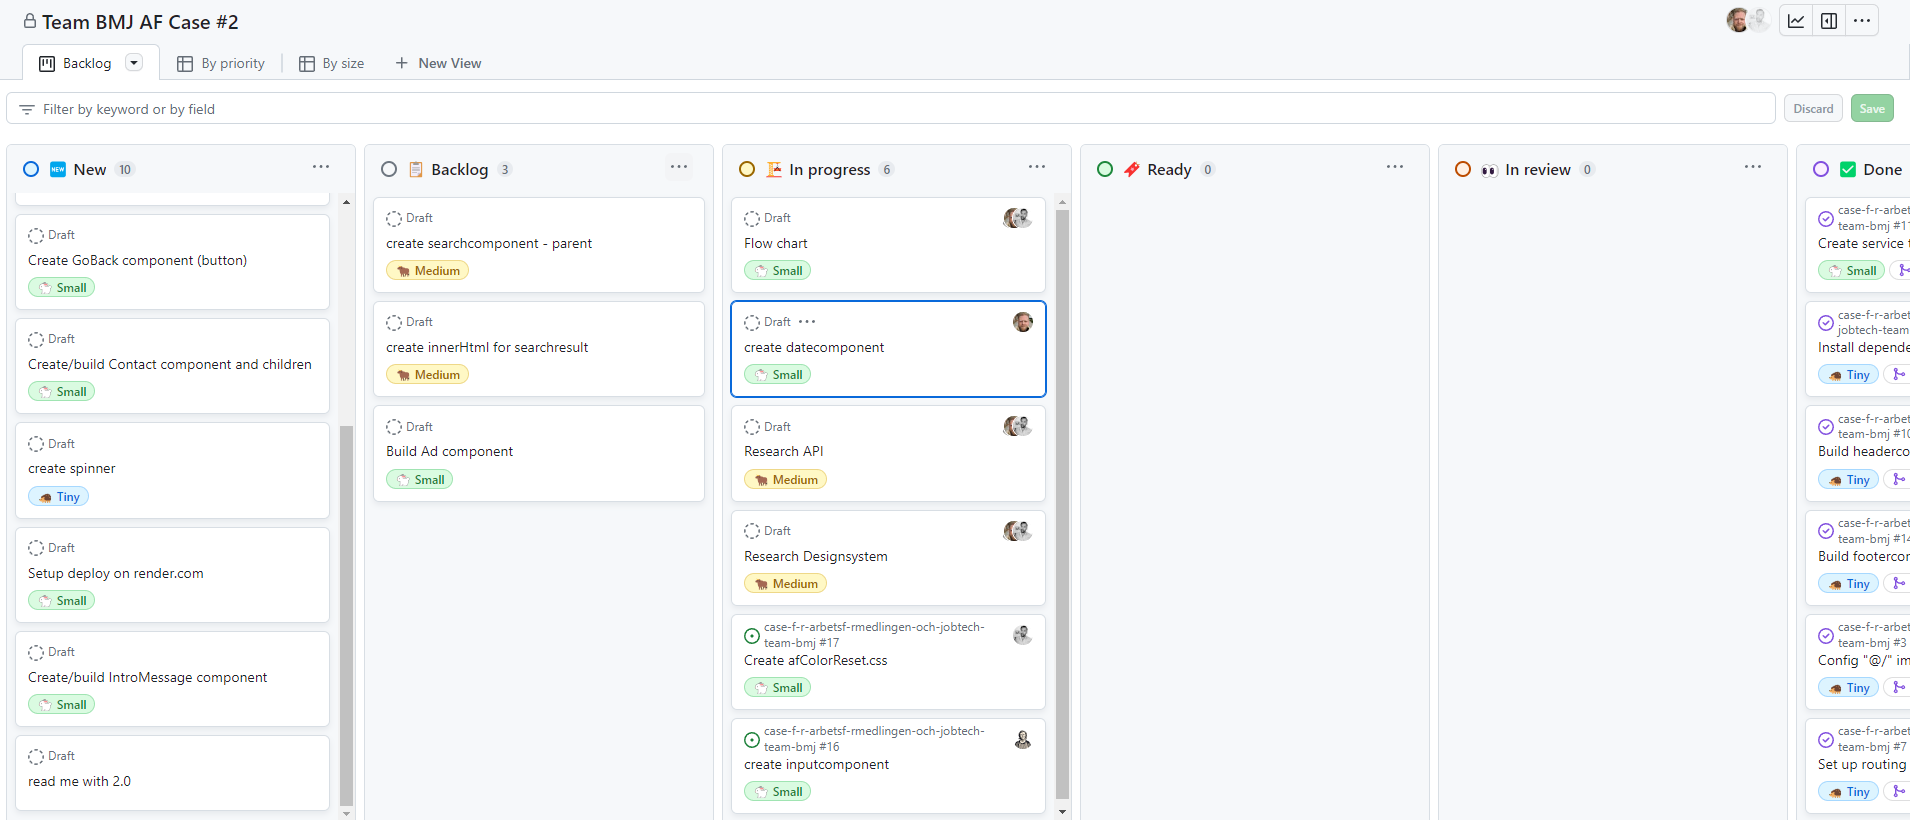 Team BMJ AF Case #2
Backlog
By priority
By size
New View
Filter by keyword or by field
Discard
Save
NEW
New
10
Draft
Create GoBack component (button)
Small
Draft
Create/build Contact component and children
Small
Draft
create spinner
Tiny
Draft
Setup deploy on render.com
Small
Draft
Create/build IntroMessage component
Small
Draft
read me with 2.0
Backlog
3
Draft
create searchcomponent - parent
Medium
Draft
create innerHtml for searchresult
Medium
Draft
Build Ad component
Small
In progress
6
Draft
Flow chart
Small
Draft
create datecomponent
Small
Draft
Research API
Medium
Draft
Research Designsystem
Medium
case-f-r-arbetsf-rmedlingen-och-jobtech-
team-bmj #17
Create afColorReset.css
Small
case-f-r-arbetsf-rmedlingen-och-jobtech-
team-bmj #16
create inputcomponent
Small
Ready
0
In review
0
Done
case-f-r-arbet
team-bmj #1
Create service
Small
case-f-r-arbet
jobtech-team
Install depende
Tiny
case-f-r-arbet
team-bmj #10
Build headerco
Tiny
case-f-r-arbet
team-bmj #14
Build footercor
Tiny
case-f-r-arbet
team-bmj #3
Config "@/" im
Tiny
case-f-r-arbet
team-bmj #7
Set up routing
Tiny